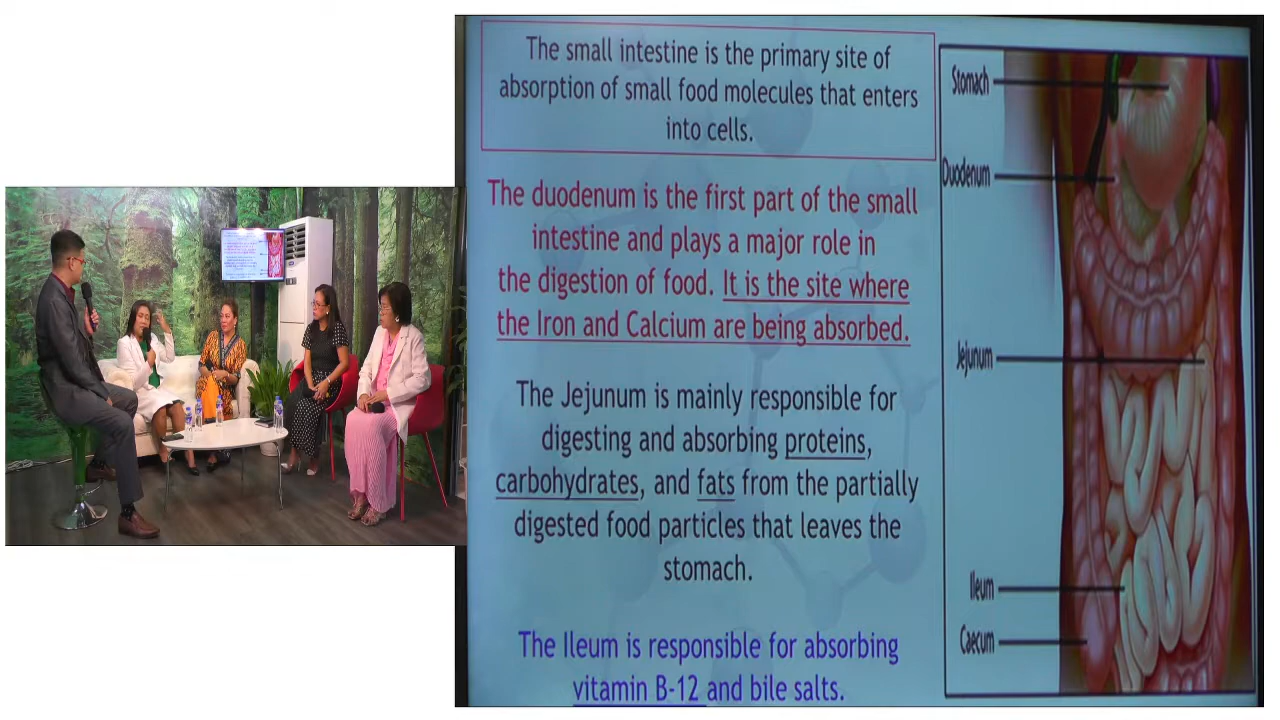 The small intestine is the primary site of
absorption of small food molecules that enters
into cells.
The duodenum is the first part of the small
intestine and plays a major role in
the digestion of food. It is the site where
the Iron and Calcium are being absorbed.
The Jejunum is mainly responsible for
digesting and absorbing proteins,
carbohydrates, and fats from the partially
digested food particles that leaves the
stomach.
The Ileum is responsible for absorbing
vitamin B-12 and bile salts.
Stomach
Duodenum
Jejunum
Ileum
Caecum